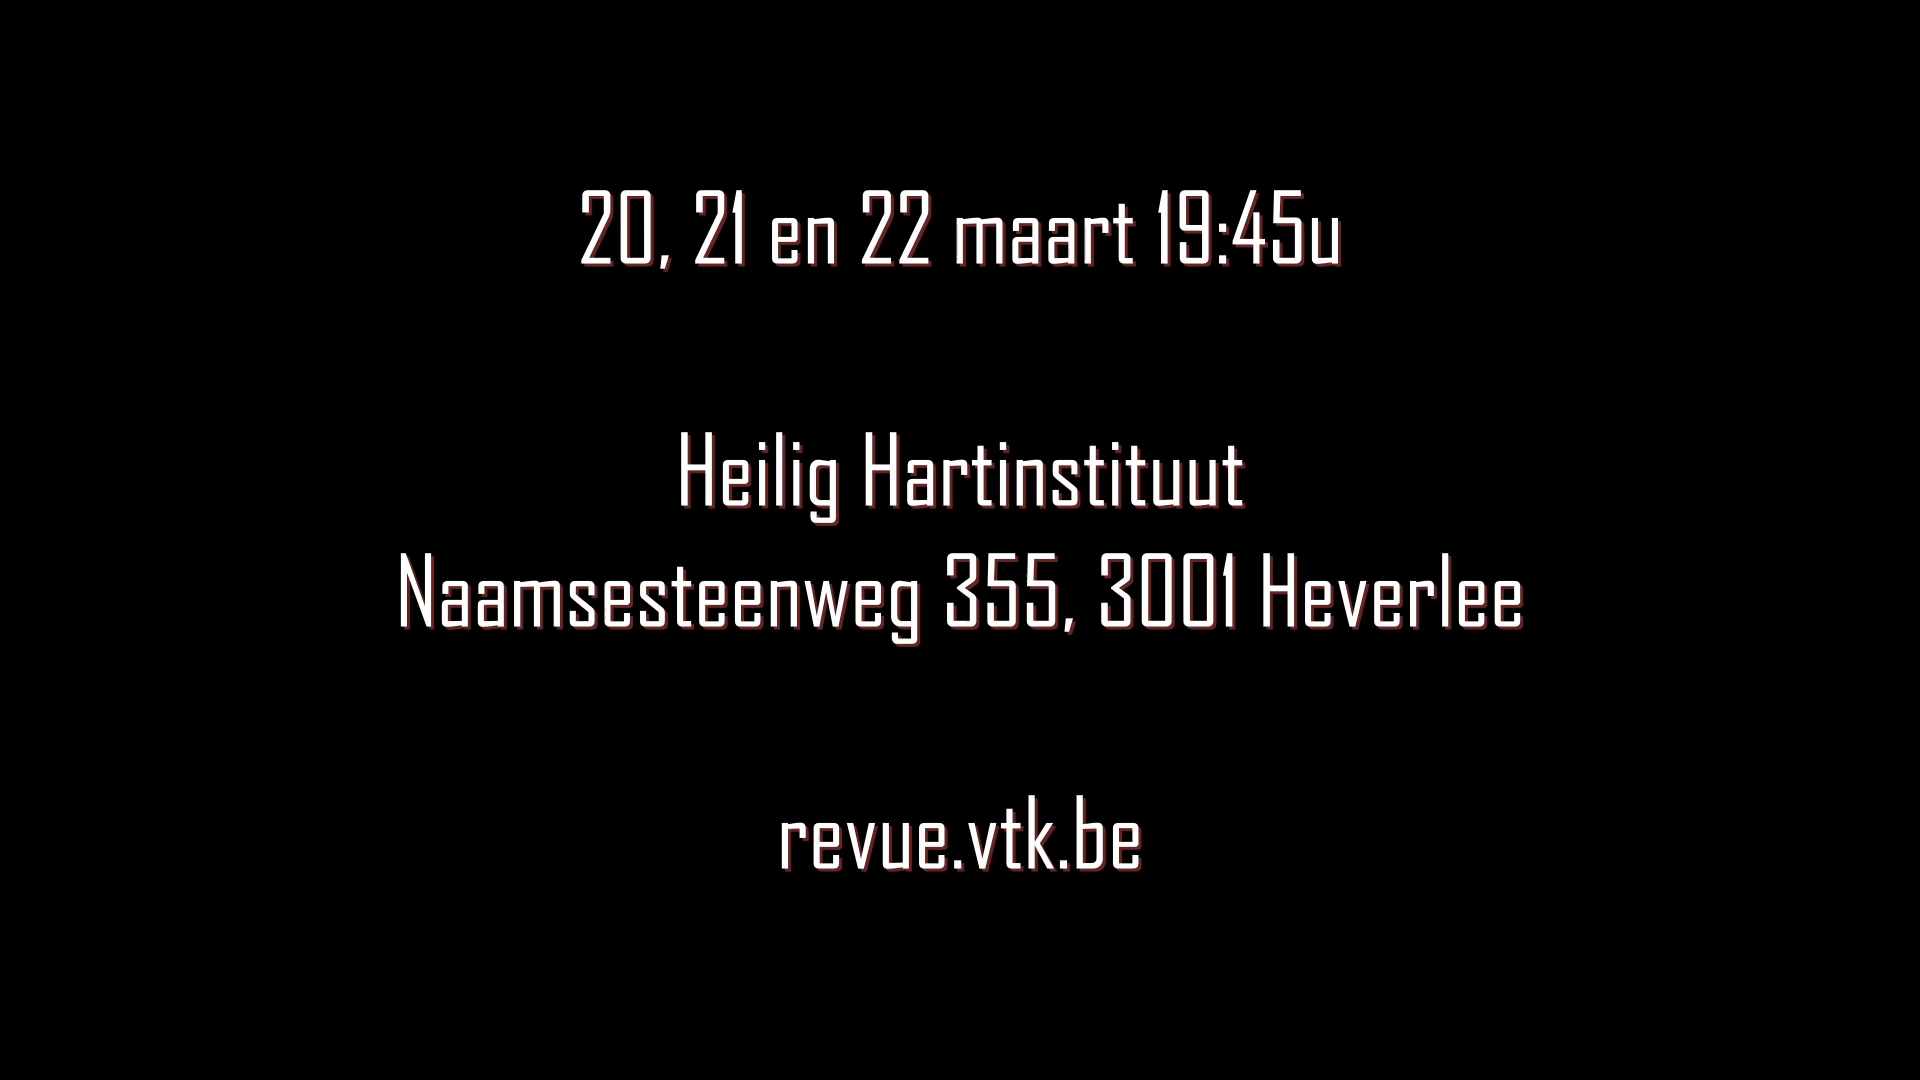 20, 21 en 22 maart 19:45u
Heilig Hartinstituut
Naamsesteenweg 355, 3001 Heverlee
revue.vtk.be